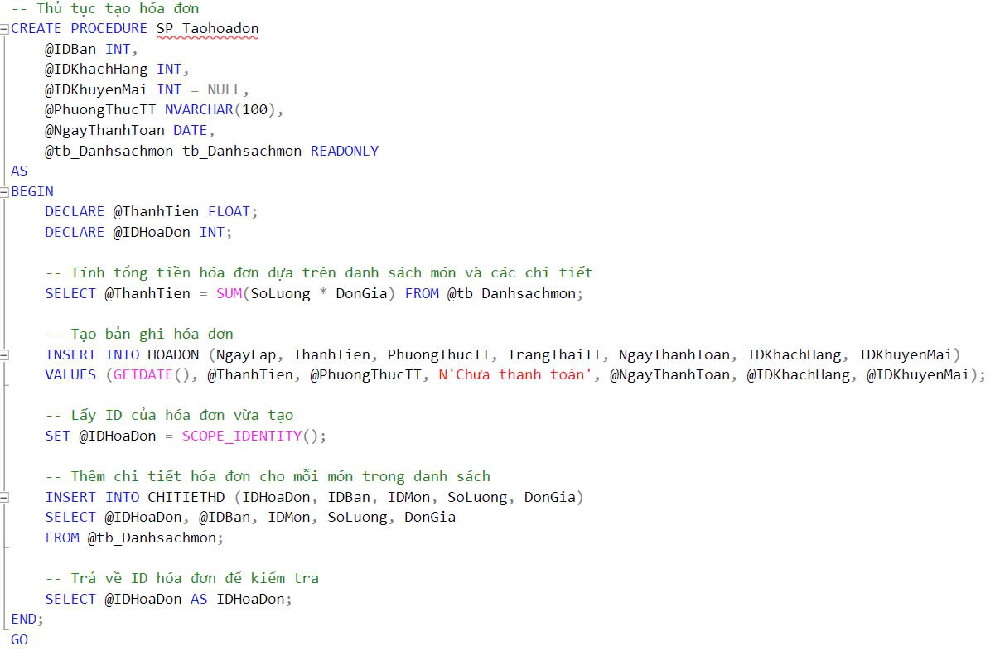 -- Thủ tục tạo hóa đơn
CREATE PROCEDURE SP_Taohoadon
    @IDBan INT,
    @IDKhachHang INT,
    @IDKhuyenMai INT = NULL,
    @PhuongThucTT NVARCHAR(100),
    @NgayThanhToan DATE,
    @tb_Danhsachmon tb_Danhsachmon READONLY
AS
BEGIN
    DECLARE @ThanhTien FLOAT;
    DECLARE @IDHoaDon INT;

    -- Tính tổng tiền hóa đơn dựa trên danh sách món và các chi tiết
    SELECT @ThanhTien = SUM(SoLuong * DonGia) FROM @tb_Danhsachmon;

    -- Tạo bản ghi hóa đơn
    INSERT INTO HOADON (NgayLap, ThanhTien, PhuongThucTT, TrangThaiTT, NgayThanhToan, IDKhachHang, IDKhuyenMai)
    VALUES (GETDATE(), @ThanhTien, @PhuongThucTT, N'Chưa thanh toán', @NgayThanhToan, @IDKhachHang, @IDKhuyenMai);

    -- Lấy ID của hóa đơn vừa tạo
    SET @IDHoaDon = SCOPE_IDENTITY();

    -- Thêm chi tiết hóa đơn cho mỗi món trong danh sách
    INSERT INTO CHITIETHD (IDHoaDon, IDBan, IDMon, SoLuong, DonGia)
    SELECT @IDHoaDon, @IDBan, IDMon, SoLuong, DonGia
    FROM @tb_Danhsachmon;

    -- Trả về ID hóa đơn để kiểm tra
    SELECT @IDHoaDon AS IDHoaDon;
END;
GO